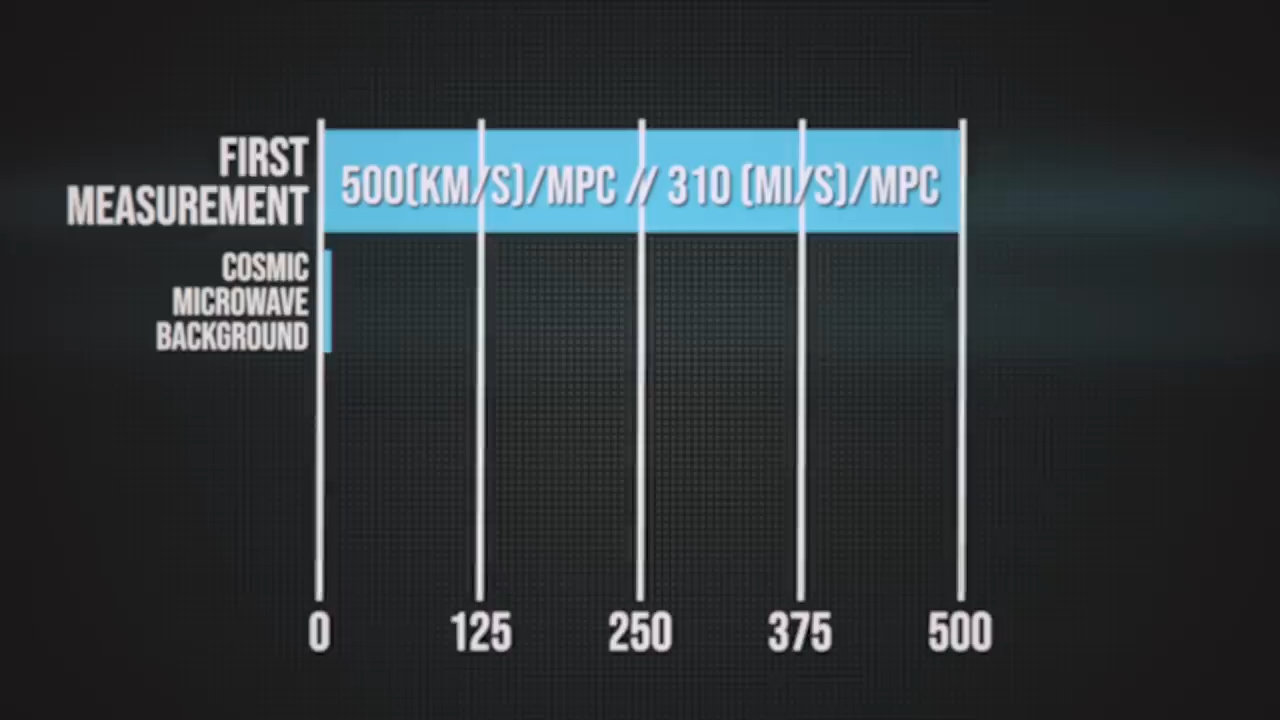 FIRST
MEASUREMENT
500(KM/S)/MPC // 310 (MI/S)/MPC
COSMIC
MICROWAVE
BACKGROUND
0 125 250 375 500